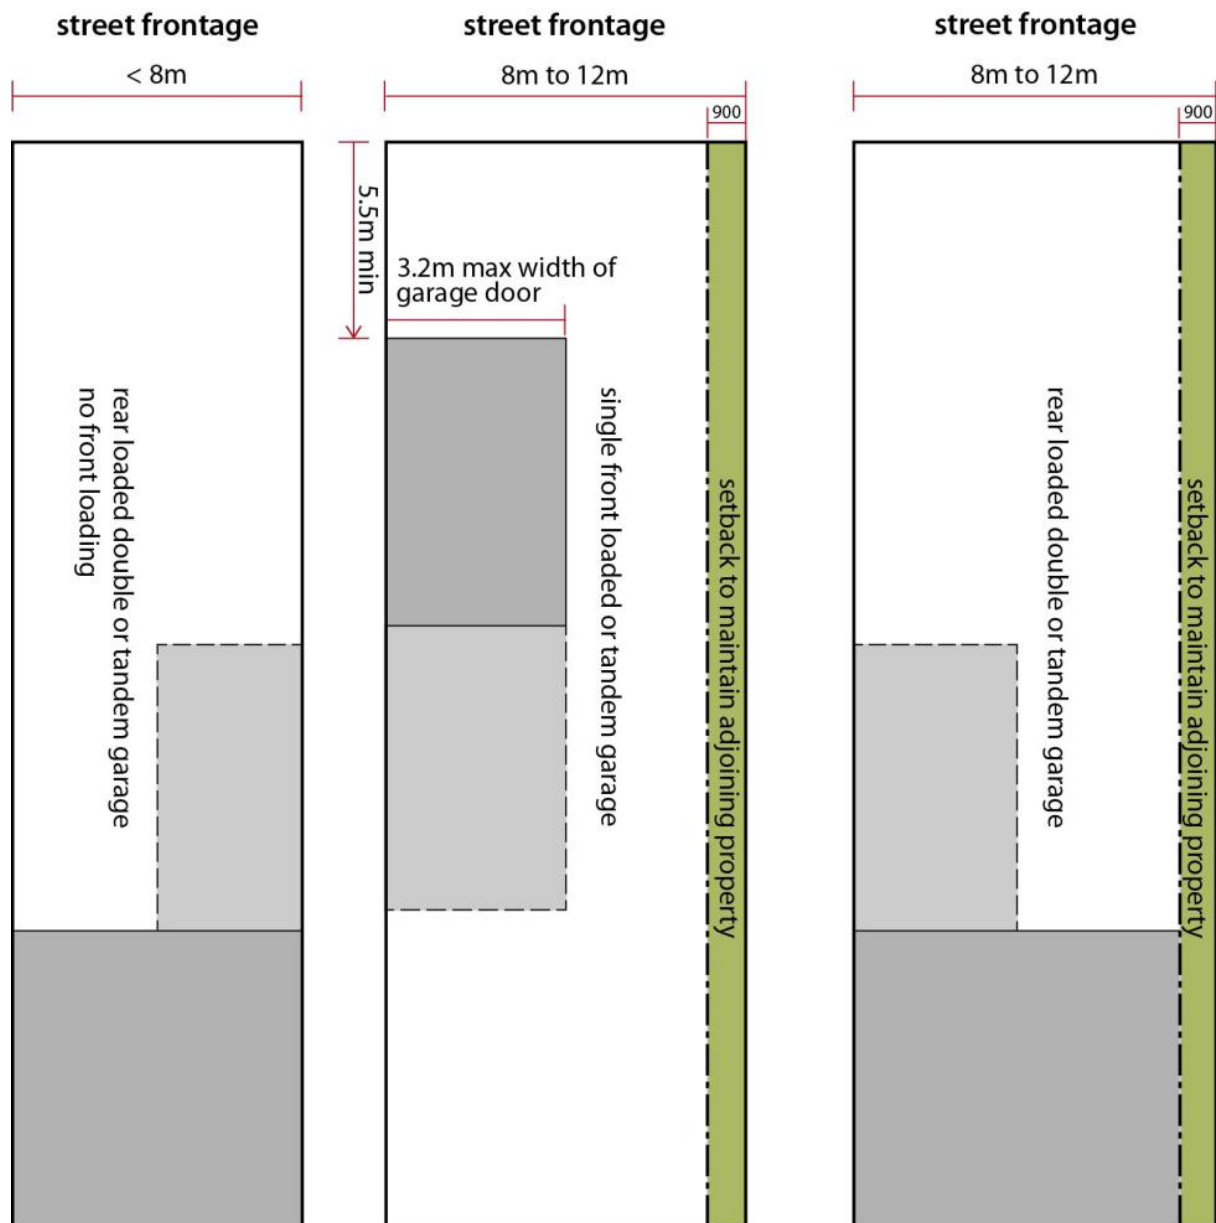 street frontage
< 8m
rear loaded double or tandem garage
no front loading
street frontage
8m to 12m
900
5.5m min
3.2m max width of
garage door
single front loaded or tandem garage
setback to maintain adjoining property
street frontage
8m to 12m
900
rear loaded double or tandem garage
setback to maintain adjoining property